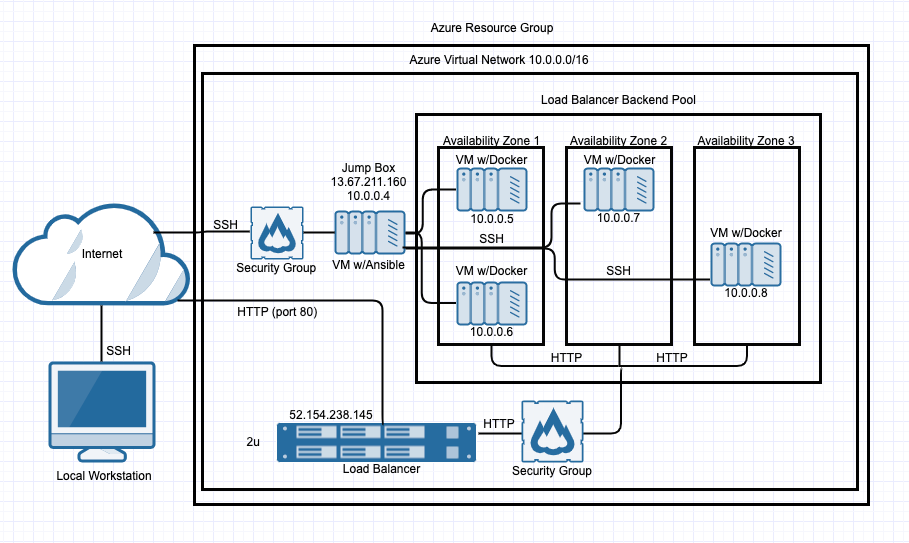 Azure Resource Group
Azure Virtual Network 10.0.0.0/16
Load Balancer Backend Pool
Availability Zone 1
Availability Zone 2
Availability Zone 3
VM w/Docker
10.0.0.5
VM w/Docker
10.0.0.7
Jump Box
13.67.211.160
10.0.0.4
VM w/Ansible
SSH
Security Group
Internet
SSH
VM w/Docker
10.0.0.6
SSH
VM w/Docker
10.0.0.8
HTTP (port 80)
SSH
HTTP
HTTP
Local Workstation
52.154.238.145
2u
Load Balancer
HTTP
Security Group